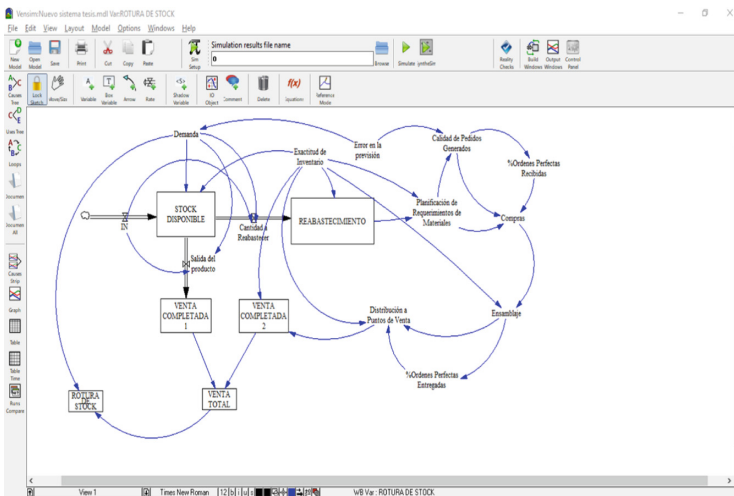 Vensim:Nuevo sistema tesis.mdl Var:ROTURA DE STOCK
File Edit View Layout Model Options Windows Help
New Model
Open Model
Save
Print
Cut
Copy
Paste
Sim Setup
Simulation results file name
0
Browse
Simulate
SyntheSim
Reality Checks
Build Windows
Output Windows
Control Panel
Causes Tree
Lock Sketch
Move/Size
Variable
Box Variable
Arrow
Rate
Shadow Variable
IO Object
Comment
Delete
Equations
Reference Mode
Uses Tree
Loops
Document
Document All
Causes Strip
Graph
Table
Table Time
Runs Compare
Demanda
Error en la
previsión
Calidad de Pedidos
Generados
Exactitud de
Inventario
%Ordenes Perfectas
Recibidas
STOCK
DISPONIBLE
IN
Cantidad a
Reabastecer
REABASTECIMIENTO
Planificación de
Requerimientos de
Materiales
Compras
Salida del
producto
VENTA
COMPLETADA
1
VENTA
COMPLETADA
2
Distribución a
Puntos de Venta
Ensamblaje
%Ordenes Perfectas
Entregadas
ROTURA
DE
STOCK
VENTA
TOTAL
View 1
Times New Roman
12 b i u s
WB Var : ROTURA DE STOCK